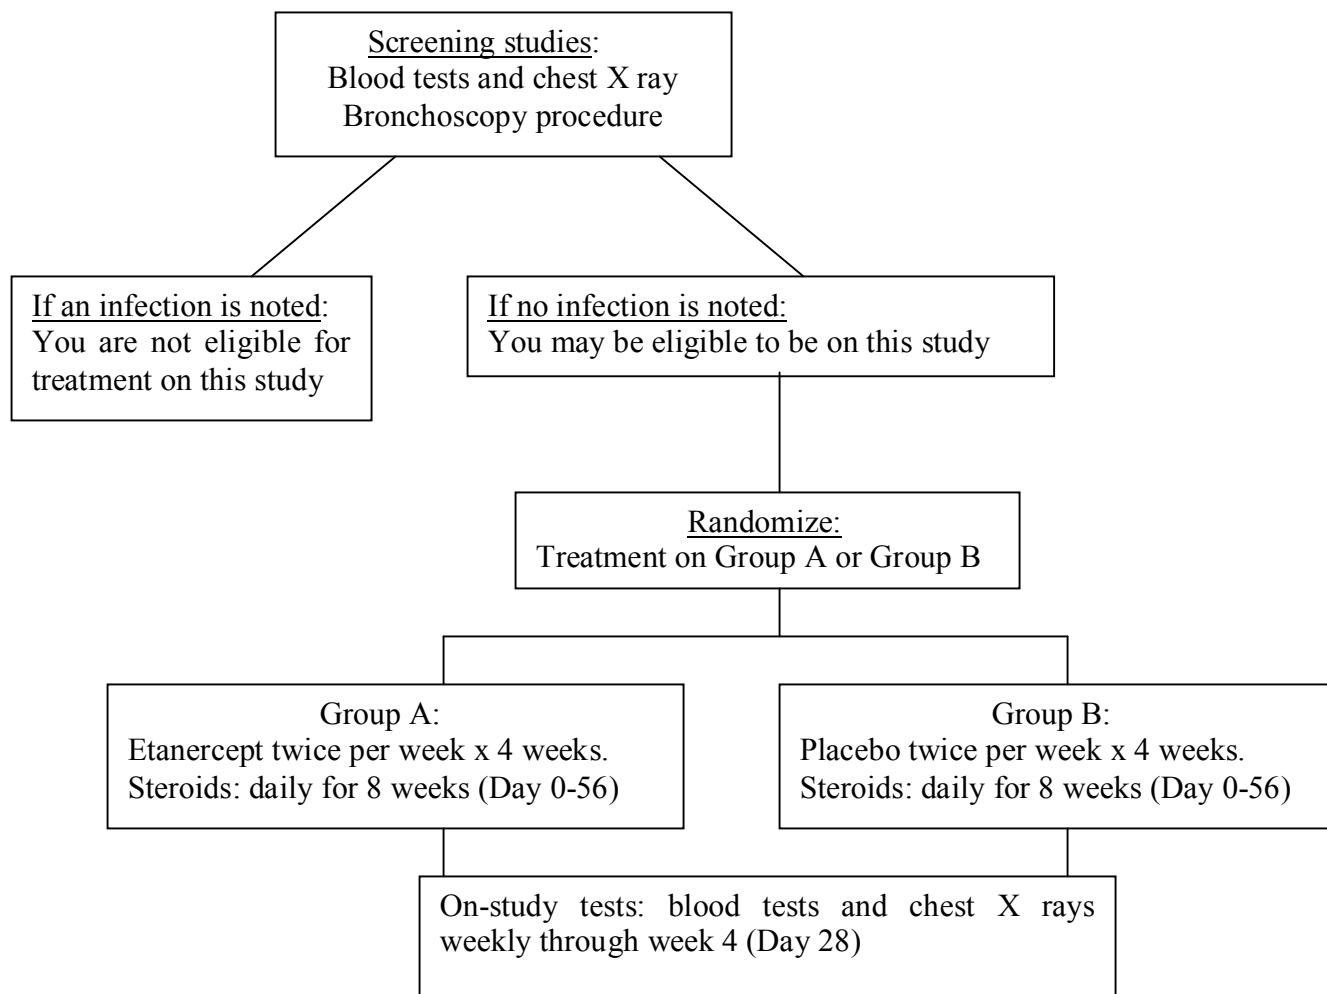 Screening studies:
Blood tests and chest X ray
Bronchoscopy procedure
If an infection is noted:
You are not eligible for
treatment on this study
If no infection is noted:
You may be eligible to be on this study
Randomize:
Treatment on Group A or Group B
Group A:
Etanercept twice per week x 4 weeks.
Steroids: daily for 8 weeks (Day 0-56)
Group B:
Placebo twice per week x 4 weeks.
Steroids: daily for 8 weeks (Day 0-56)
On-study tests: blood tests and chest X rays
weekly through week 4 (Day 28)